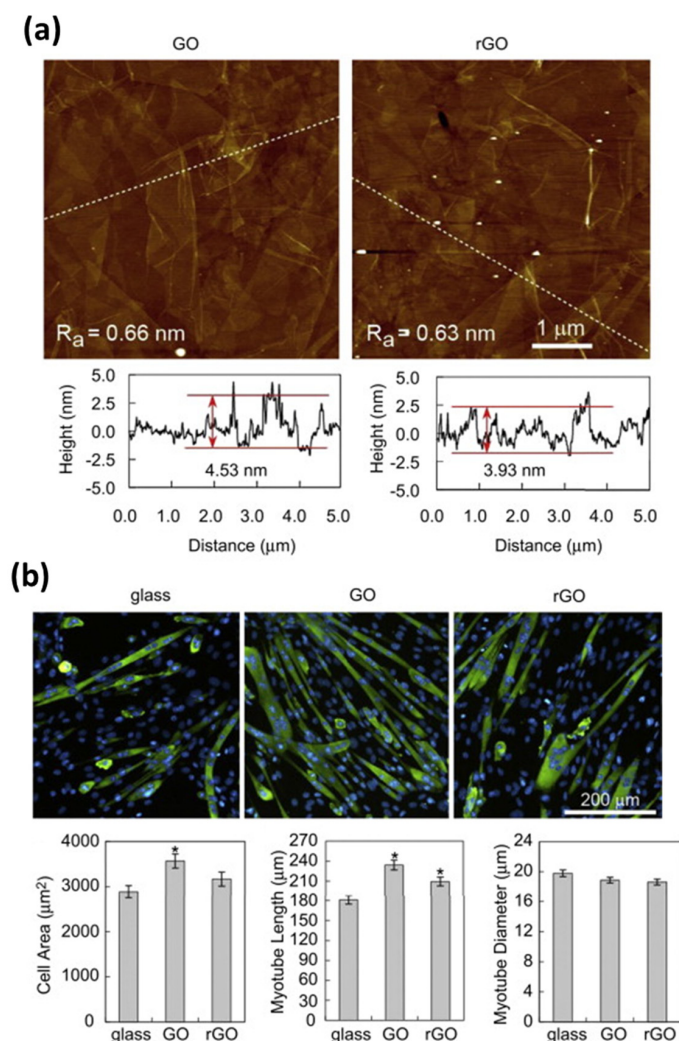 (a)
GO rGO
Rₐ = 0.66 nm Rₐ = 0.63 nm
1 μm
Height (nm)
5.0
2.5
0.0
-2.5
-5.0
4.53 nm
0.0 1.0 2.0 3.0 4.0 5.0
Distance (μm)
Height (nm)
5.0
2.5
0.0
-2.5
-5.0
3.93 nm
0.0 1.0 2.0 3.0 4.0 5.0
Distance (μm)
(b)
glass GO rGO
200 μm
Cell Area (μm²)
4000
3000
2000
1000
0
*
glass GO rGO
Myotube Length (μm)
270
240
210
180
150
120
90
60
30
0
* *
glass GO rGO
Myotube Diameter (μm)
24
20
16
12
8
4
0
glass GO rGO